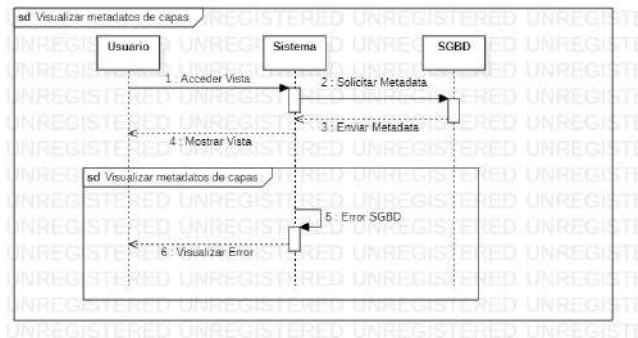 sd Visualizar metadatos de capas
Usuario
Sistema
SGBD
1 : Acceder Vista
2 : Solicitar Metadata
3 : Enviar Metadata
4 : Mostrar Vista
sd Visualizar metadatos de capas
5 : Error SGBD
6 : Visualizar Error
UNREGISTERED